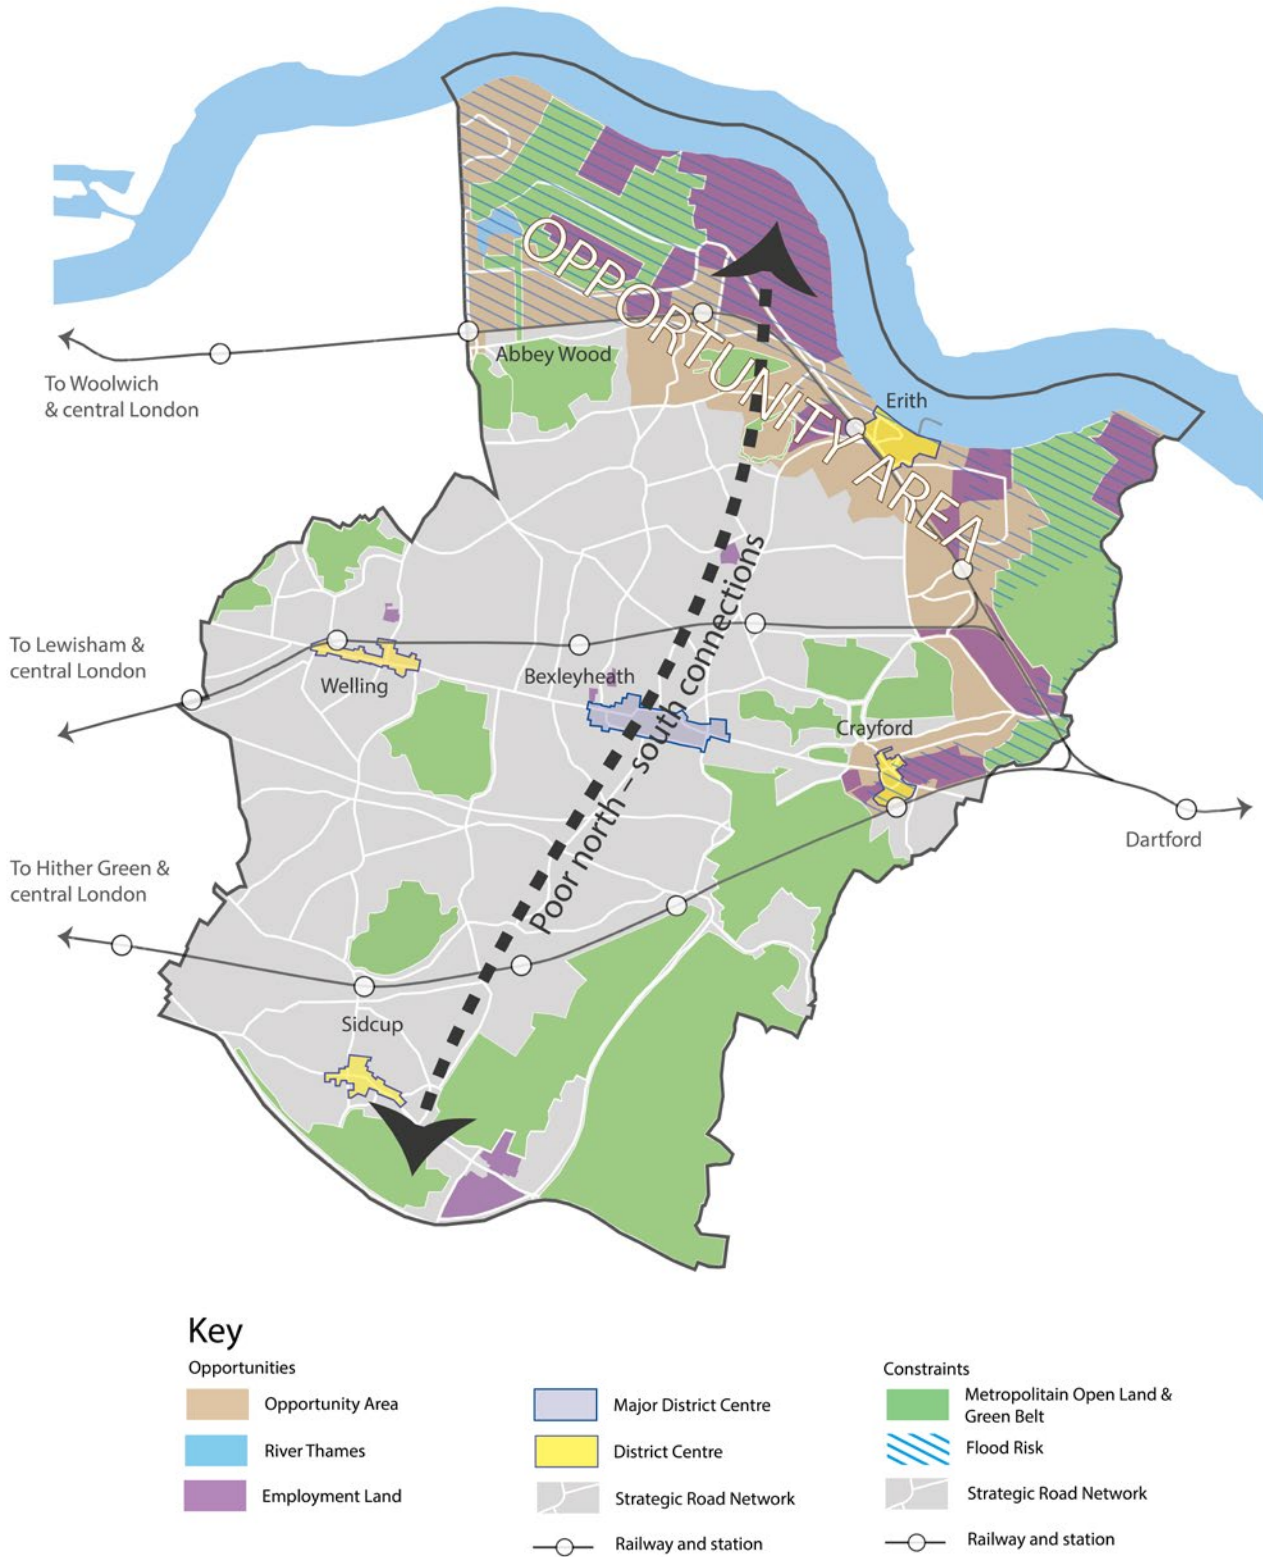 OPPORTUNITY AREA
Abbey Wood
To Woolwich
& central London
Erith
Poor north – south connections
To Lewisham &
central London
Welling
Bexleyheath
Crayford
Dartford
To Hither Green &
central London
Sidcup
Key
Opportunities
Opportunity Area
River Thames
Employment Land
Major District Centre
District Centre
Strategic Road Network
Railway and station
Constraints
Metropolitain Open Land &
Green Belt
Flood Risk
Strategic Road Network
Railway and station